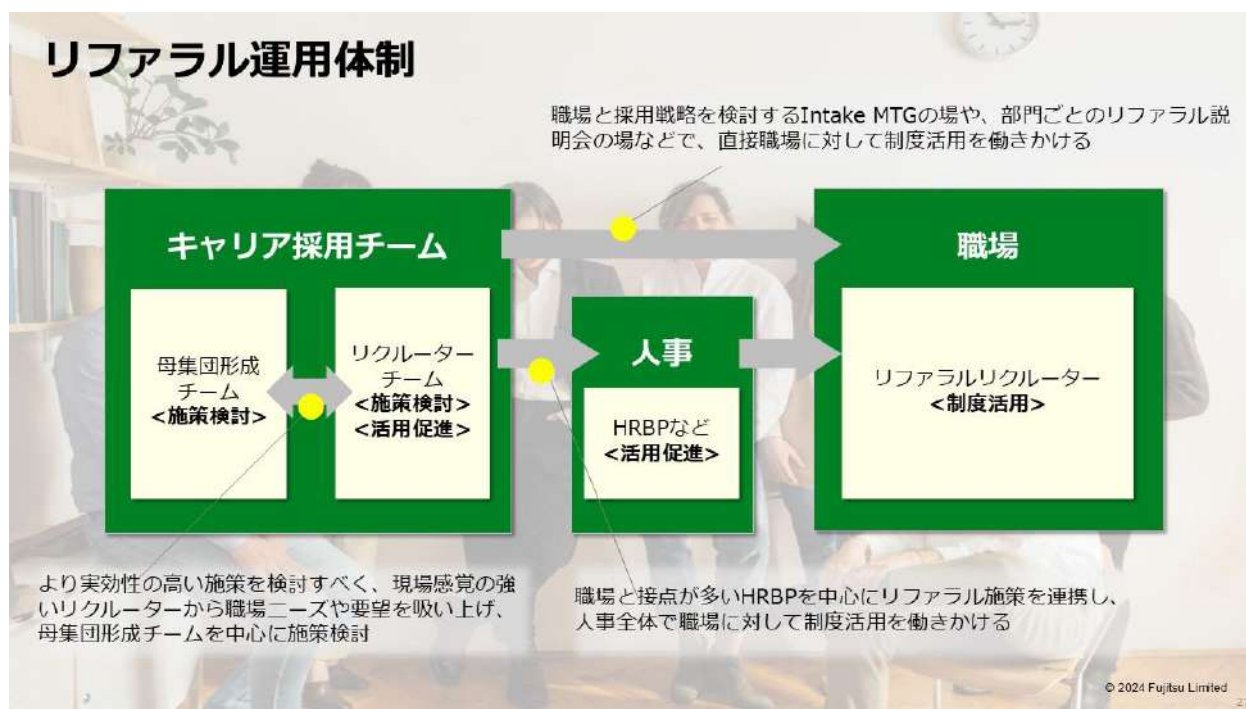 リファラル運用体制
職場と採用戦略を検討するIntake MTGの場や、部門ごとのリファラル説
明会の場などで、直接職場に対して制度活用を働きかける
キャリア採用チーム
母集団形成
チーム
<施策検討>
リクルーター
チーム
<施策検討>
<活用促進>
人事
HRBPなど
<活用促進>
職場
リファラルリクルーター
<制度活用>
より実効性の高い施策を検討すべく、現場感覚の強
いリクルーターから職場ニーズや要望を吸い上げ、
母集団形成チームを中心に施策検討
職場と接点が多いHRBPを中心にリファラル施策を連携し、
人事全体で職場に対して制度活用を働きかける
© 2024 Fujitsu Limited